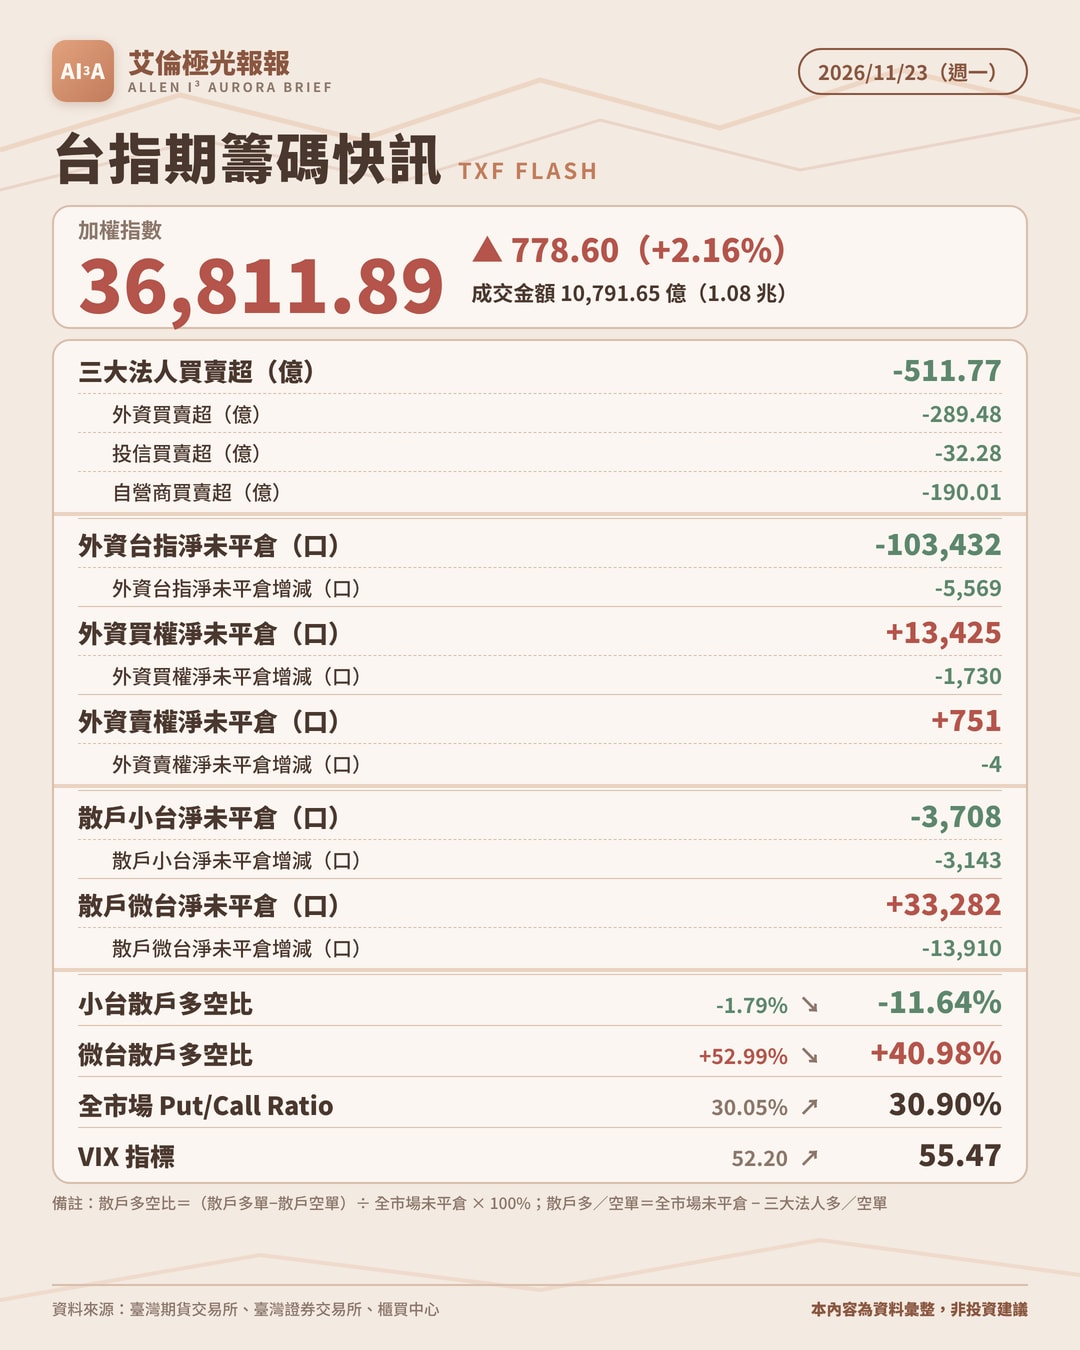 AI³A
艾倫極光報報
ALLEN I³ AURORA BRIEF
2026/11/23（週一）
台指期籌碼快訊 TXF FLASH
加權指數
36,811.89
▲ 778.60（+2.16%）
成交金額 10,791.65 億（1.08 兆）
三大法人買賣超（億） -511.77
外資買賣超（億） -289.48
投信買賣超（億） -32.28
自營商買賣超（億） -190.01
外資台指淨未平倉（口） -103,432
外資台指淨未平倉增減（口） -5,569
外資買權淨未平倉（口） +13,425
外資買權淨未平倉增減（口） -1,730
外資賣權淨未平倉（口） +751
外資賣權淨未平倉增減（口） -4
散戶小台淨未平倉（口） -3,708
散戶小台淨未平倉增減（口） -3,143
散戶微台淨未平倉（口） +33,282
散戶微台淨未平倉增減（口） -13,910
小台散戶多空比 -1.79% ↘ -11.64%
微台散戶多空比 +52.99% ↘ +40.98%
全市場 Put/Call Ratio 30.05% ↗ 30.90%
VIX 指標 52.20 ↗ 55.47
備註：散戶多空比＝（散戶多單−散戶空單）÷ 全市場未平倉 × 100%；散戶多／空單＝全市場未平倉 − 三大法人多／空單
資料來源：臺灣期貨交易所、臺灣證券交易所、櫃買中心
本內容為資料彙整，非投資建議